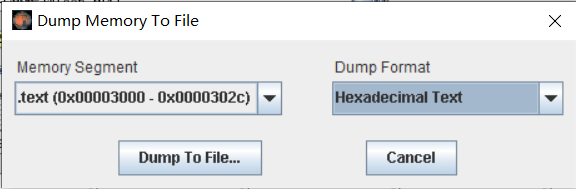 Dump Memory To File
Memory Segment
Dump Format
.text (0x00003000 - 0x0000302c)
Hexadecimal Text
Dump To File...
Cancel